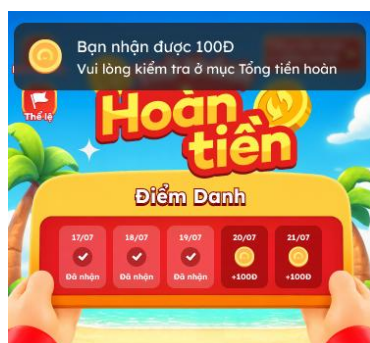 Bạn nhận được 100Đ
Vui lòng kiểm tra ở mục Tổng tiền hoàn
Thể lệ
Hoàn
tiền
Điểm Danh
17/07 18/07 19/07 20/07 21/07
Đã nhận Đã nhận Đã nhận +100Đ +100Đ